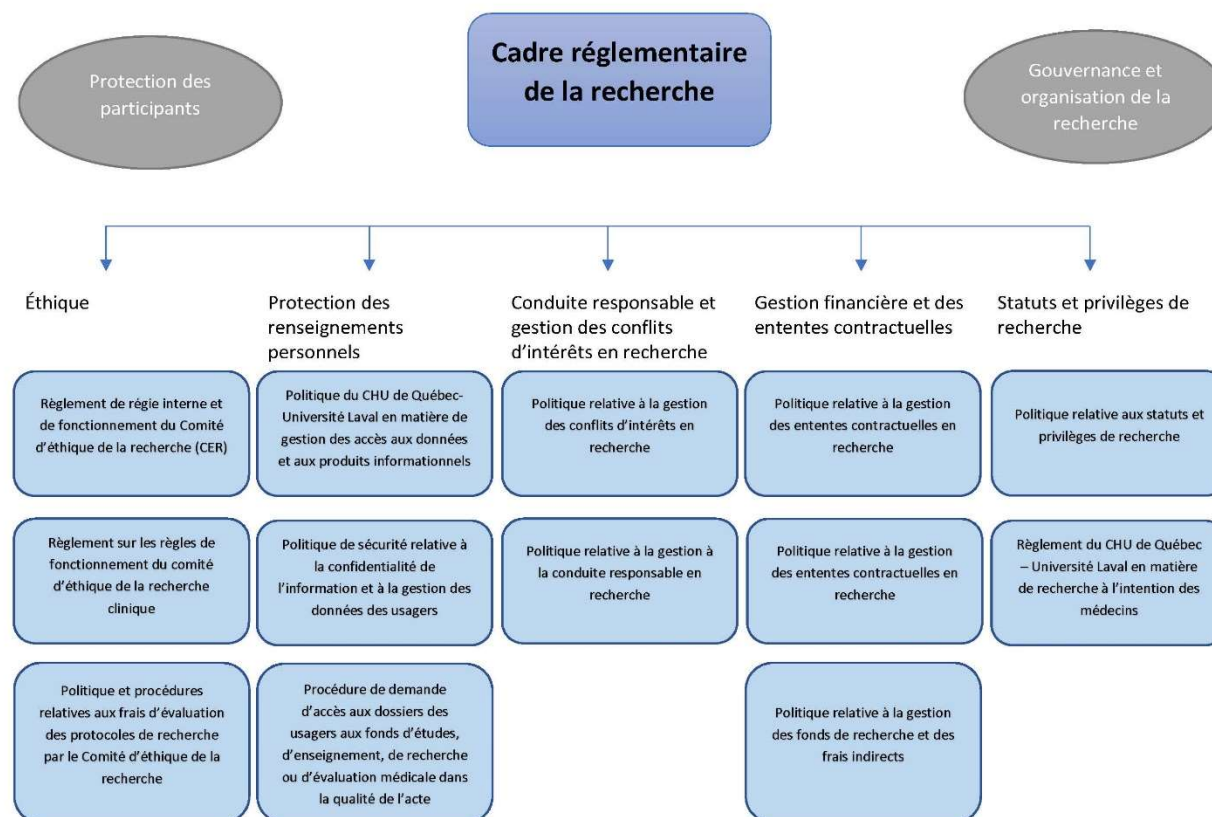 Protection des
participants
Cadre réglementaire
de la recherche
Gouvernance et
organisation de la
recherche
Éthique
Protection des
renseignements
personnels
Conduite responsable et
gestion des conflits
d'intérêts en recherche
Gestion financière et des
ententes contractuelles
Statuts et privilèges de
recherche
Règlement de régie interne et
de fonctionnement du Comité
d'éthique de la recherche (CER)
Politique du CHU de Québec-
Université Laval en matière de
gestion des accès aux données
et aux produits informationnels
Politique relative à la gestion
des conflits d'intérêts en
recherche
Politique relative à la gestion
des ententes contractuelles en
recherche
Politique relative aux statuts et
privilèges de recherche
Règlement sur les règles de
fonctionnement du comité
d'éthique de la recherche
clinique
Politique de sécurité relative à
la confidentialité de
l'information et à la gestion des
données des usagers
Politique relative à la gestion à
la conduite responsable en
recherche
Politique relative à la gestion
des ententes contractuelles en
recherche
Règlement du CHU de Québec
– Université Laval en matière
de recherche à l'intention des
médecins
Politique et procédures
relatives aux frais d'évaluation
des protocoles de recherche
par le Comité d'éthique de la
recherche
Procédure de demande
d'accès aux dossiers des
usagers aux fonds d'études,
d'enseignement, de recherche
ou d'évaluation médicale dans
la qualité de l'acte
Politique relative à la gestion
des fonds de recherche et des
frais indirects